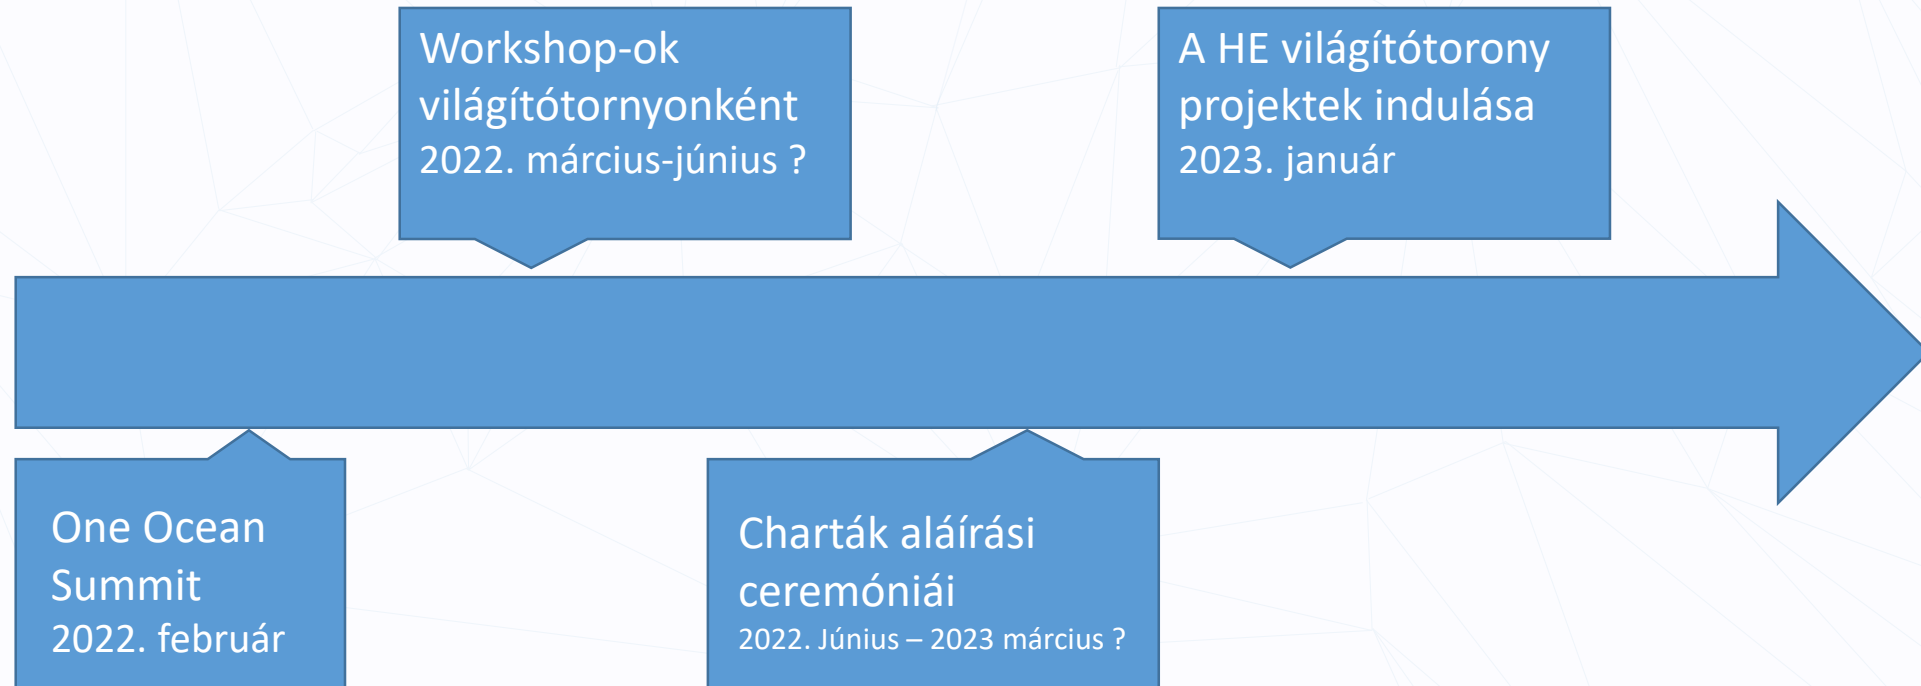 Workshop-ok
világítótornyonként
2022. március-június ?
A HE világítótorony
projektek indulása
2023. január
One Ocean
Summit
2022. február
Charták aláírási
ceremóniái
2022. Június – 2023 március ?